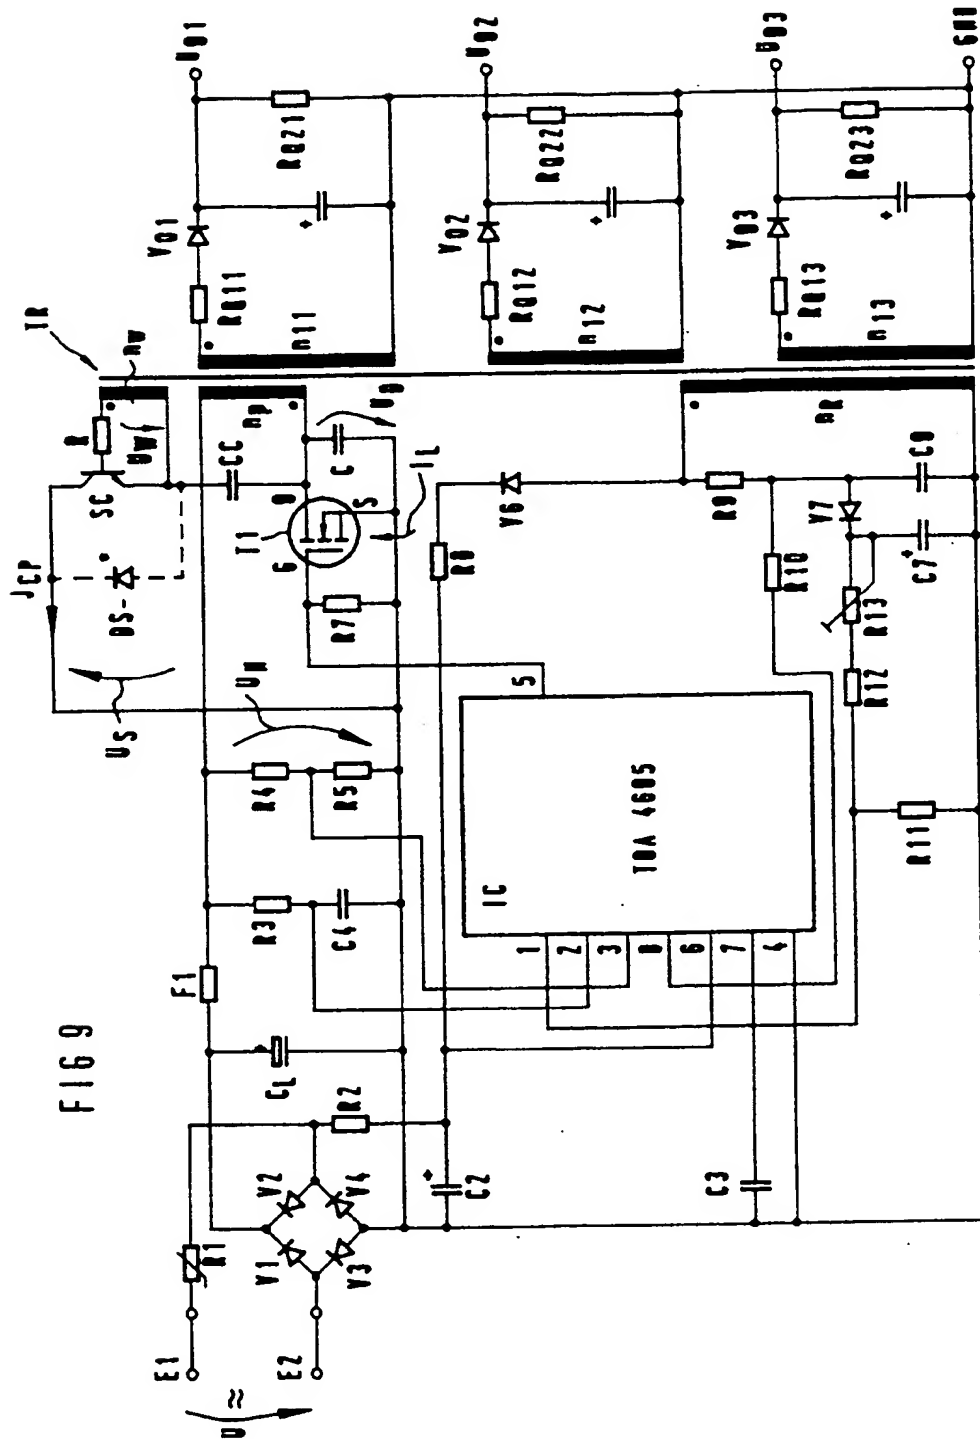 FIG 9
E1
E2
U
≈
R1
V1
V2
V3
V4
R2
CL
F1
C2
R3
C4
R4
R5
UN
US
JCP
DS
SC
R
UW
nW
TR
CC
nP
C
UD
T1
G
D
S
IL
R7
R8
V6
IC
TDA 4605
1
2
3
8
6
7
4
5
C3
R9
R10
V7
R13
R12
R11
C7
C9
nR
n11
n12
n13
RQ11
RQ12
RQ13
VQ1
VQ2
VQ3
RQ21
RQ22
RQ23
UQ1
UQ2
UQ3
GND